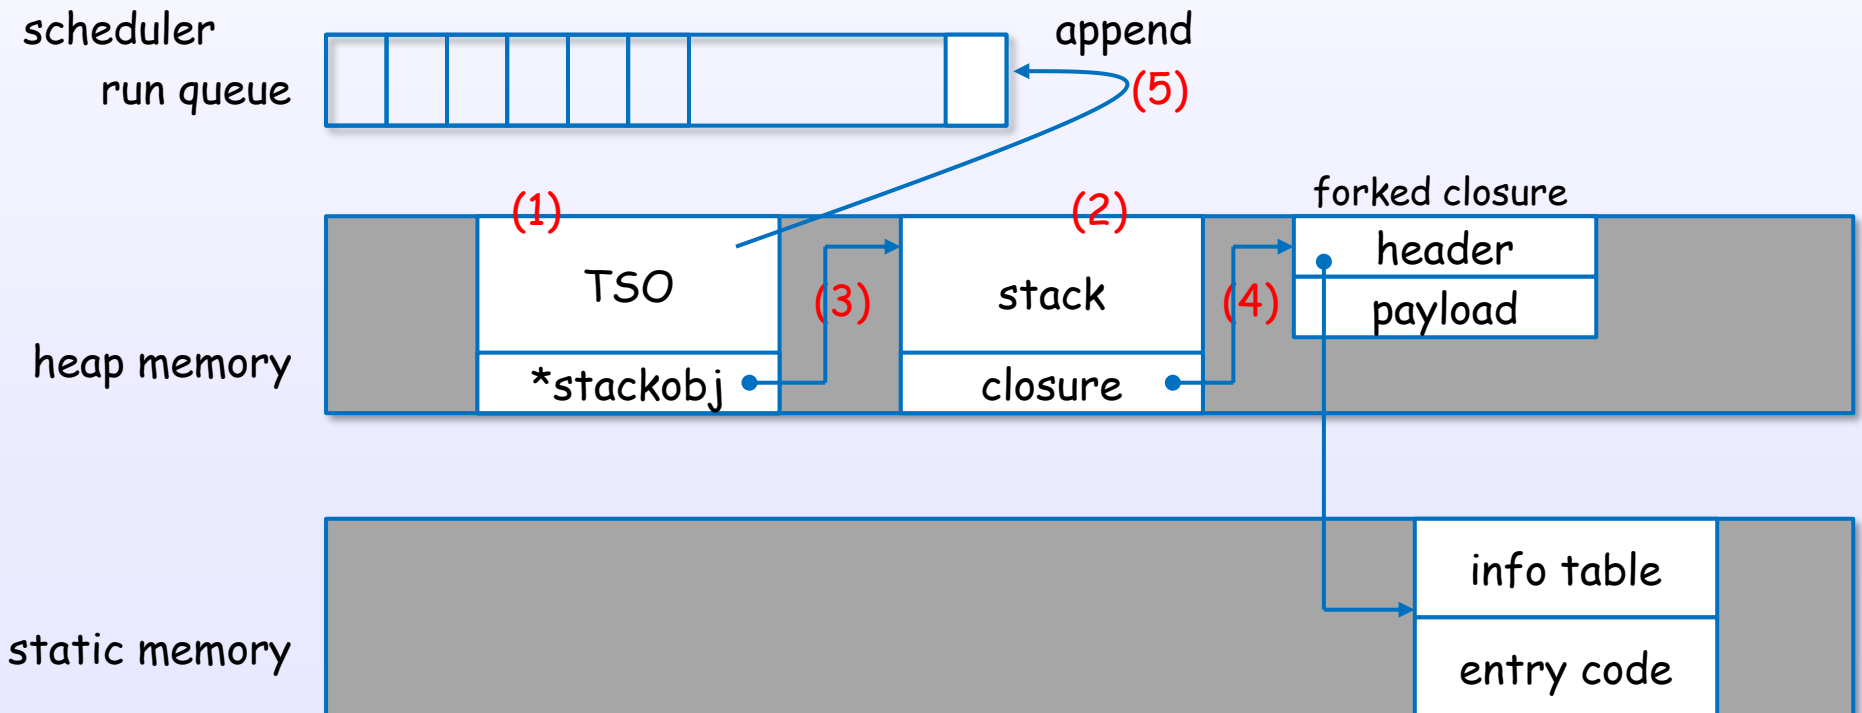 scheduler
run queue
append
(5)
forked closure
(1)
(2)
header
TSO
(3)
stack
(4)
payload
heap memory
*stackobj
closure
info table
static memory
entry code